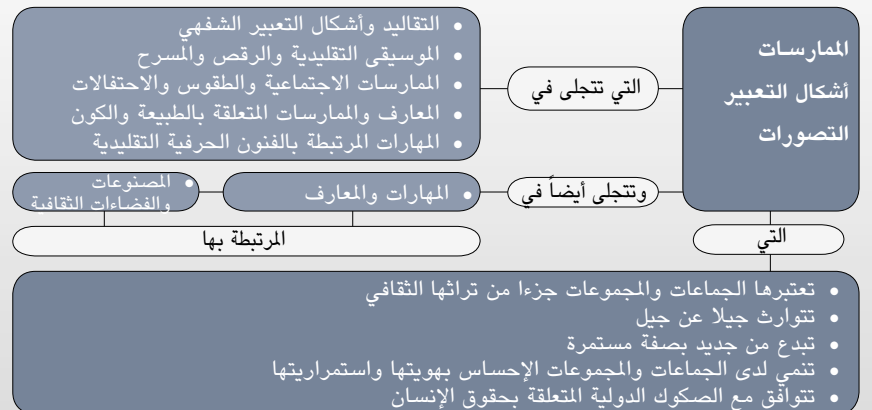 الممارسات
أشكال التعبير
التصورات
التي تتجلى في
• التقاليد وأشكال التعبير الشفهي
• الموسيقى التقليدية والرقص والمسرح
• الممارسات الاجتماعية والطقوس والاحتفالات
• المعارف والممارسات المتعلقة بالطبيعة والكون
• المهارات المرتبطة بالفنون الحرفية التقليدية
وتتجلى أيضاً في
• المهارات والمعارف
• المصنوعات
والفضاءات الثقافية
المرتبطة بها
التي
• تعتبرها الجماعات والمجموعات جزءا من تراثها الثقافي
• تتوارث جيلا عن جيل
• تبدع من جديد بصفة مستمرة
• تنمي لدى الجماعات والمجموعات الإحساس بهويتها واستمراريتها
• تتوافق مع الصكوك الدولية المتعلقة بحقوق الإنسان